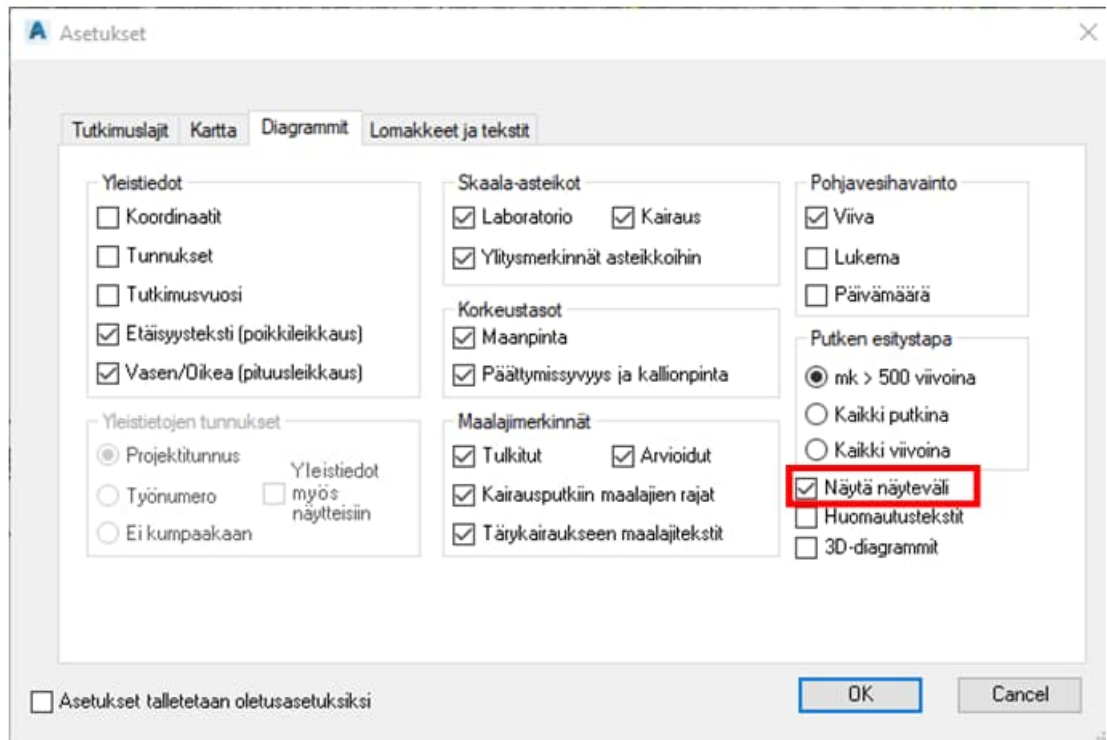 Asetukset
Tutkimuslajit Kartta Diagrammit Lomakkeet ja tekstit
Yleistiedot
Koordinaatit
Tunnukset
Tutkimusvuosi
Etäisyysteksti (poikkileikkaus)
Vasen/Oikea (pituusleikkaus)
Yleistietojen tunnukset
Projektitunnus
Työnumero
Ei kumpaakaan
Yleistiedot
myös
näytteisiin
Skaala-asteikot
Laboratorio Kairaus
Ylitysmerkinnät asteikkoihin
Korkeustasot
Maanpinta
Päättymissyvyys ja kallionpinta
Maalajimerkinnät
Tulkitut Arvioidut
Kairausputkiin maalajien rajat
Tärykairaukseen maalajitekstit
Pohjavesihavainto
Viiva
Lukema
Päivämäärä
Putken esitystapa
mk > 500 viivoina
Kaikki putkina
Kaikki viivoina
Näytä näyteväli
Huomautustekstit
3D-diagrammit
Asetukset talletetaan oletusasetuksiksi
OK Cancel